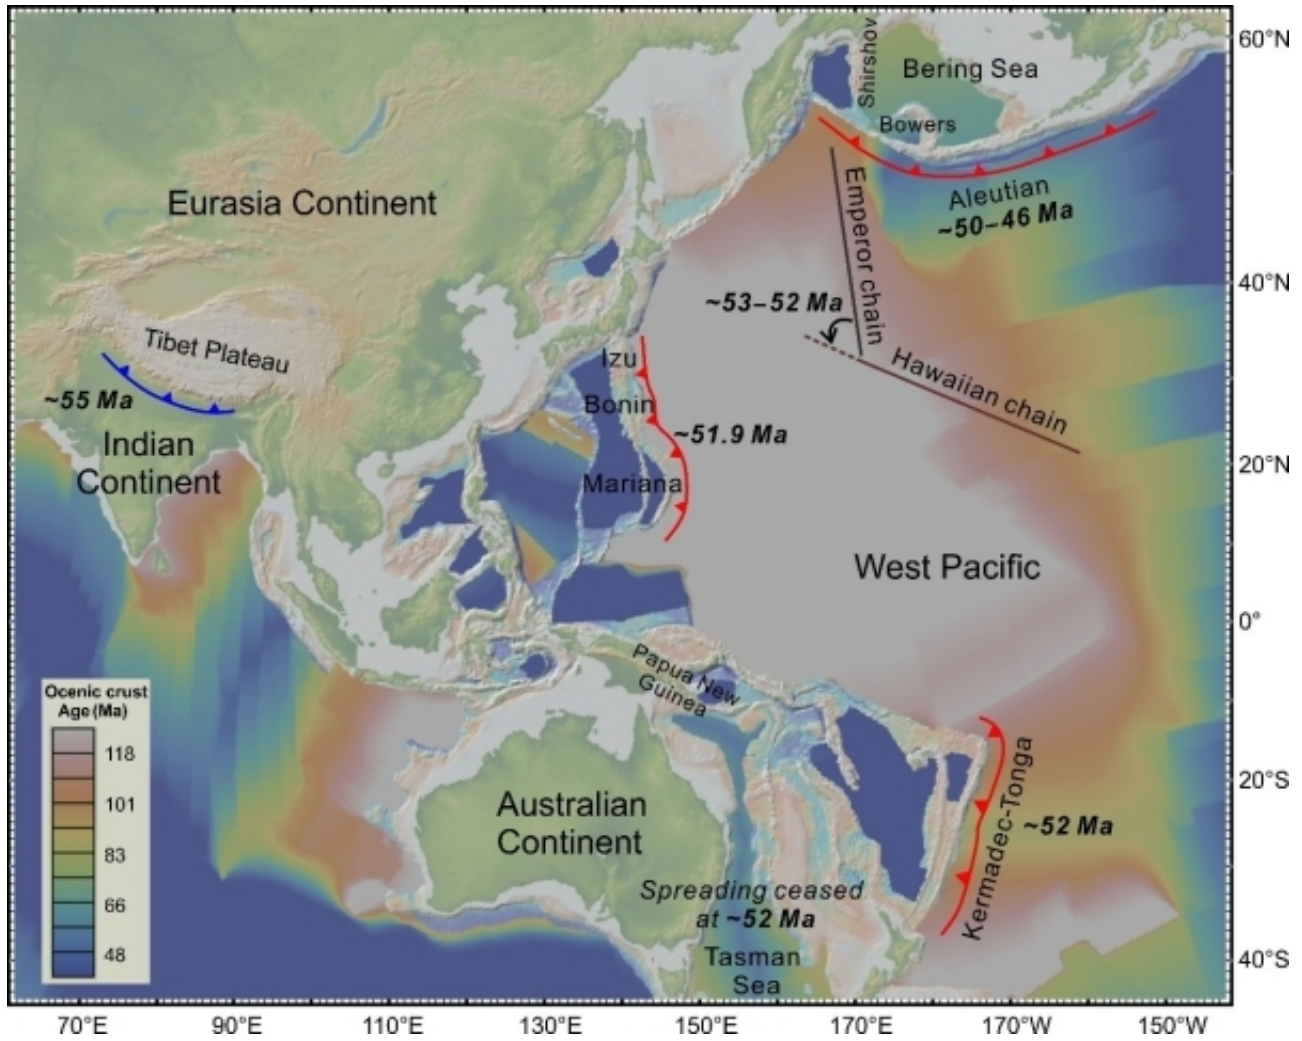 60°N
Shirshov
Bering Sea
Bowers
Aleutian
~50–46 Ma
Eurasia Continent
Emperor chain
40°N
~53–52 Ma
Tibet Plateau
Izu
Hawaiian chain
~55 Ma
Bonin
~51.9 Ma
Indian
Continent
20°N
Mariana
West Pacific
0°
Papua New
Guinea
Ocenic crust
Age (Ma)
118
101
83
66
48
20°S
Kermadec-Tonga
~52 Ma
Australian
Continent
Spreading ceased
at ~52 Ma
Tasman
Sea
40°S
70°E 90°E 110°E 130°E 150°E 170°E 170°W 150°W